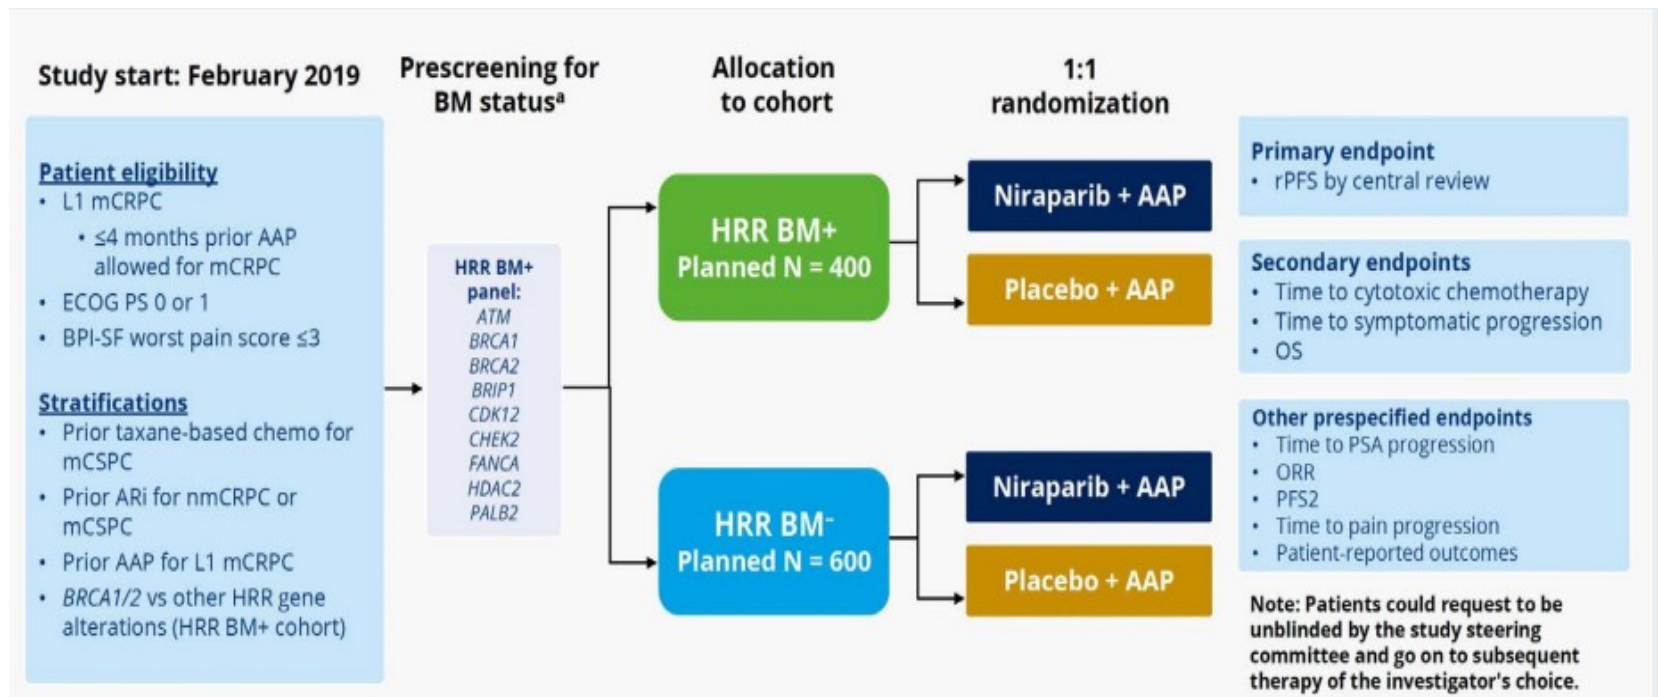 Study start: February 2019
Patient eligibility
• L1 mCRPC
• ≤4 months prior AAP
allowed for mCRPC
• ECOG PS 0 or 1
• BPI-SF worst pain score ≤3
Stratifications
• Prior taxane-based chemo for
mCSPC
• Prior ARi for nmCRPC or
mCSPC
• Prior AAP for L1 mCRPC
• BRCA1/2 vs other HRR gene
alterations (HRR BM+ cohort)
Prescreening for
BM statusᵃ
HRR BM+
panel:
ATM
BRCA1
BRCA2
BRIP1
CDK12
CHEK2
FANCA
HDAC2
PALB2
Allocation
to cohort
HRR BM+
Planned N = 400
HRR BM⁻
Planned N = 600
1:1
randomization
Niraparib + AAP
Placebo + AAP
Niraparib + AAP
Placebo + AAP
Primary endpoint
• rPFS by central review
Secondary endpoints
• Time to cytotoxic chemotherapy
• Time to symptomatic progression
• OS
Other prespecified endpoints
• Time to PSA progression
• ORR
• PFS2
• Time to pain progression
• Patient-reported outcomes
Note: Patients could request to be
unblinded by the study steering
committee and go on to subsequent
therapy of the investigator's choice.